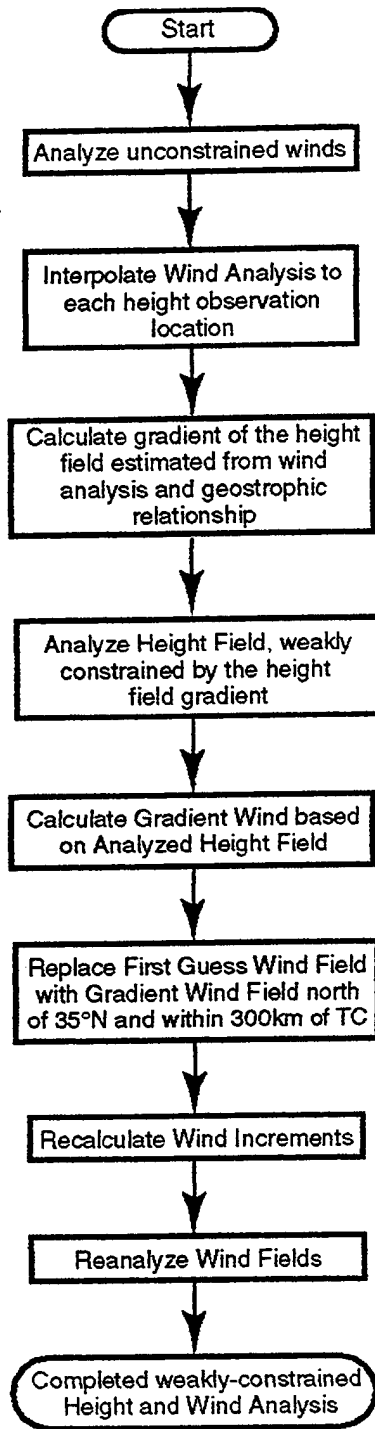 Start
Analyze unconstrained winds
Interpolate Wind Analysis to
each height observation
location
Calculate gradient of the height
field estimated from wind
analysis and geostrophic
relationship
Analyze Height Field, weakly
constrained by the height
field gradient
Calculate Gradient Wind based
on Analyzed Height Field
Replace First Guess Wind Field
with Gradient Wind Field north
of 35°N and within 300km of TC
Recalculate Wind Increments
Reanalyze Wind Fields
Completed weakly-constrained
Height and Wind Analysis